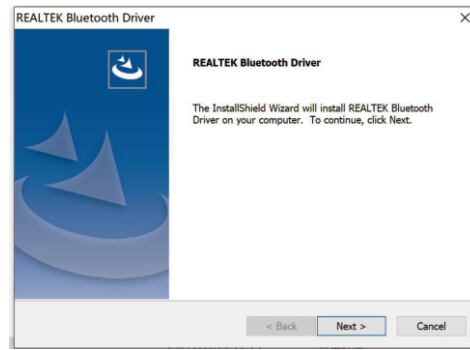 REALTEK Bluetooth Driver
REALTEK Bluetooth Driver
The InstallShield Wizard will install REALTEK Bluetooth
Driver on your computer. To continue, click Next.
< Back
Next >
Cancel